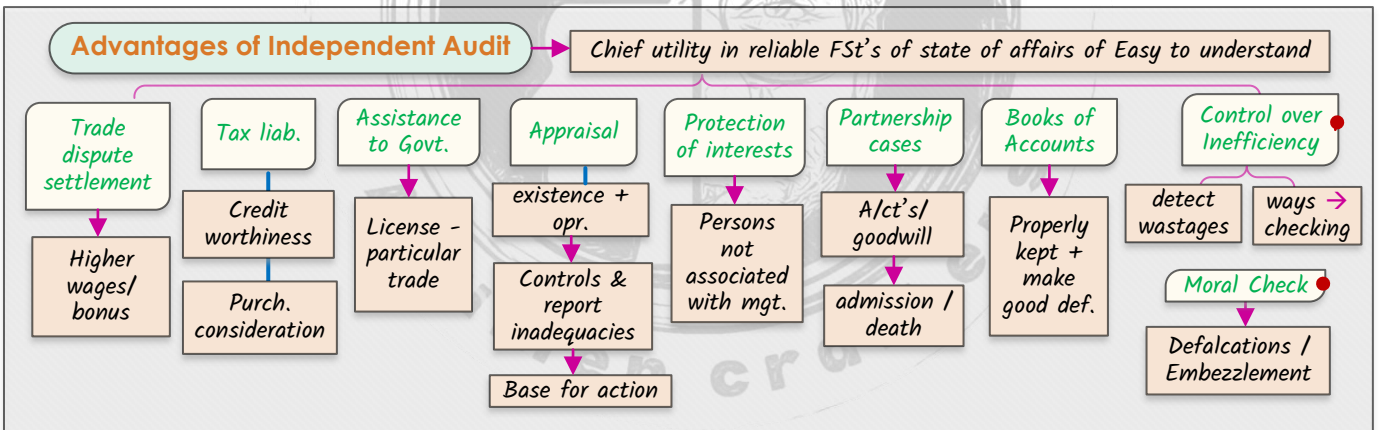 Advantages of Independent Audit
Chief utility in reliable FSt's of state of affairs of Easy to understand
Trade
dispute
settlement
Higher
wages/
bonus
Tax liab.
Credit
worthiness
Purch.
consideration
Assistance
to Govt.
License -
particular
trade
Appraisal
existence +
opr.
Controls &
report
inadequacies
Base for action
Protection
of interests
Persons
not
associated
with mgt.
Partnership
cases
A/ct's/
goodwill
admission /
death
Books of
Accounts
Properly
kept +
make
good def.
Control over
Inefficiency
detect
wastages
ways →
checking
Moral Check
Defalcations /
Embezzlement